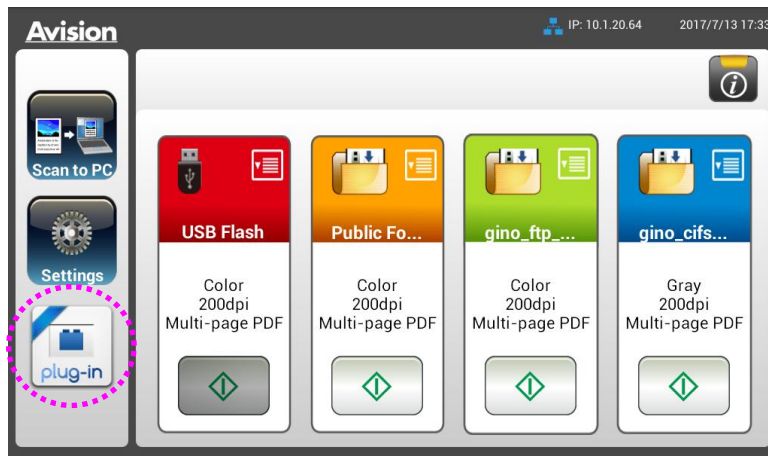 Avision
IP: 10.1.20.64 2017/7/13 17:33
Scan to PC
Settings
plug-in
USB Flash
Color
200dpi
Multi-page PDF
Public Fo...
Color
200dpi
Multi-page PDF
gino_ftp_...
Color
200dpi
Multi-page PDF
gino_cifs...
Gray
200dpi
Multi-page PDF